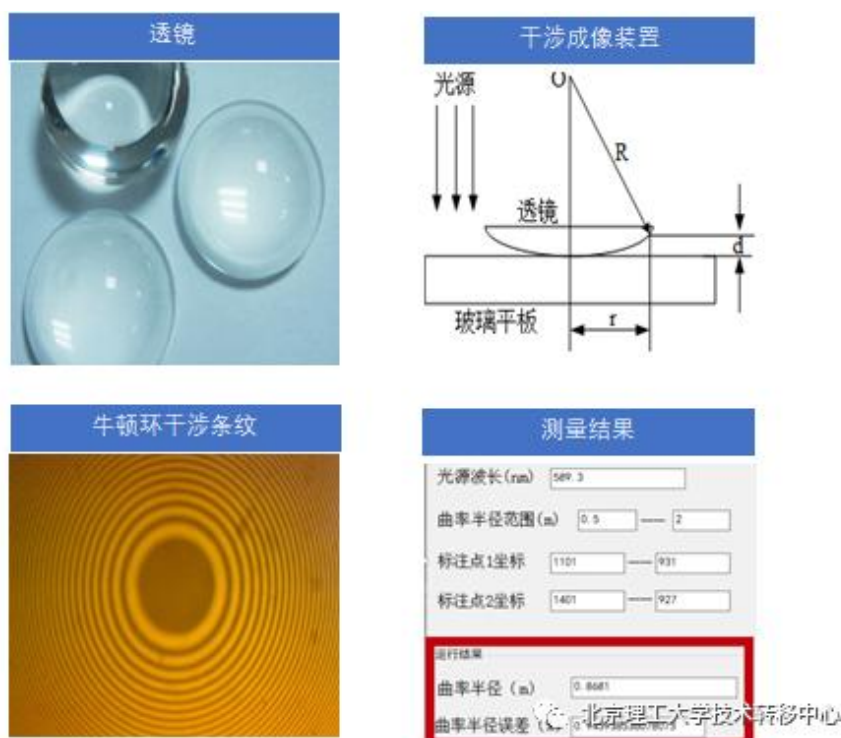 透镜
干涉成像装置
光源
O
R
透镜
d
玻璃平板
r
牛顿环干涉条纹
测量结果
光源波长(nm) 589.3
曲率半径范围(m) 0.5 —— 2
标注点1坐标 1101 —— 931
标注点2坐标 1401 —— 927
运行结果
曲率半径 (m) 0.8681
曲率半径误差
北京理工大学技术转移中心